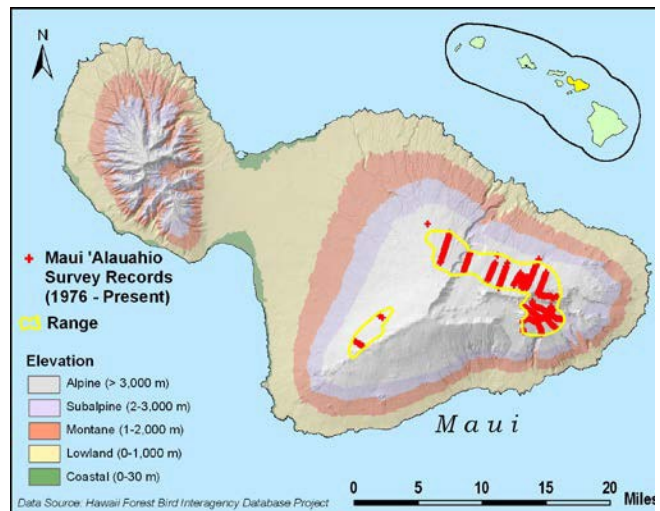 N
+ Maui 'Alauahio
Survey Records
(1976 - Present)
Range
Elevation
Alpine (> 3,000 m)
Subalpine (2-3,000 m)
Montane (1-2,000 m)
Lowland (0-1,000 m)
Coastal (0-30 m)
Maui
Data Source: Hawaii Forest Bird Interagency Database Project
0 5 10 15 20
Miles